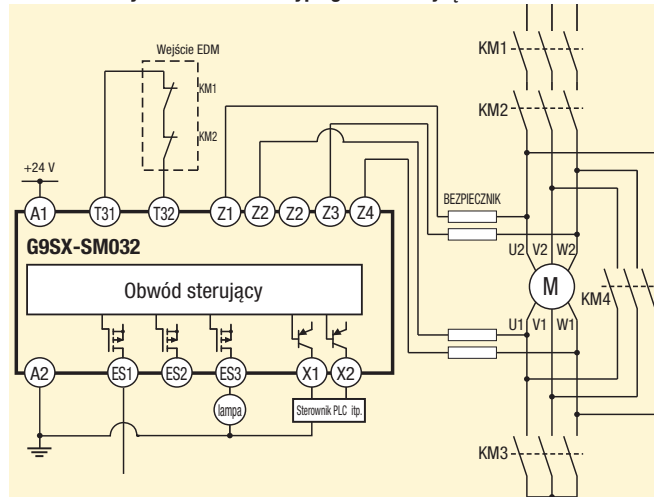 KM1
Wejście EDM
KM1
KM2
KM2
+24 V
BEZPIECZNIK
A1
T31
T32
Z1
Z2
Z2
Z3
Z4
G9SX-SM032
U2 V2 W2
Obwód sterujący
M
KM4
U1 V1 W1
A2
ES1
ES2
ES3
X1
X2
lampa
Sterownik PLC itp.
KM3